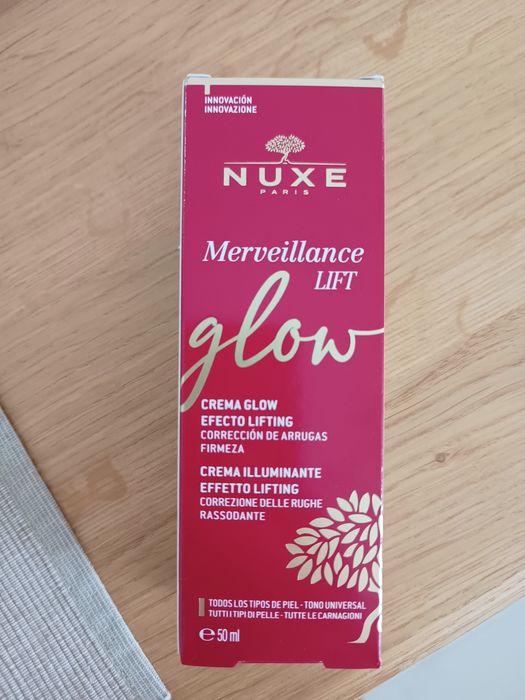 INNOVACIÓN
INNOVAZIONE
NUXE
PARIS
Merveillance
LIFT
glow
CREMA GLOW
EFECTO LIFTING
CORRECCIÓN DE ARRUGAS
FIRMEZA
CREMA ILLUMINANTE
EFFETTO LIFTING
CORREZIONE DELLE RUGHE
RASSODANTE
TODOS LOS TIPOS DE PIEL - TONO UNIVERSAL
TUTTI I TIPI DI PELLE - TUTTE LE CARNAGIONI
℮ 50 ml